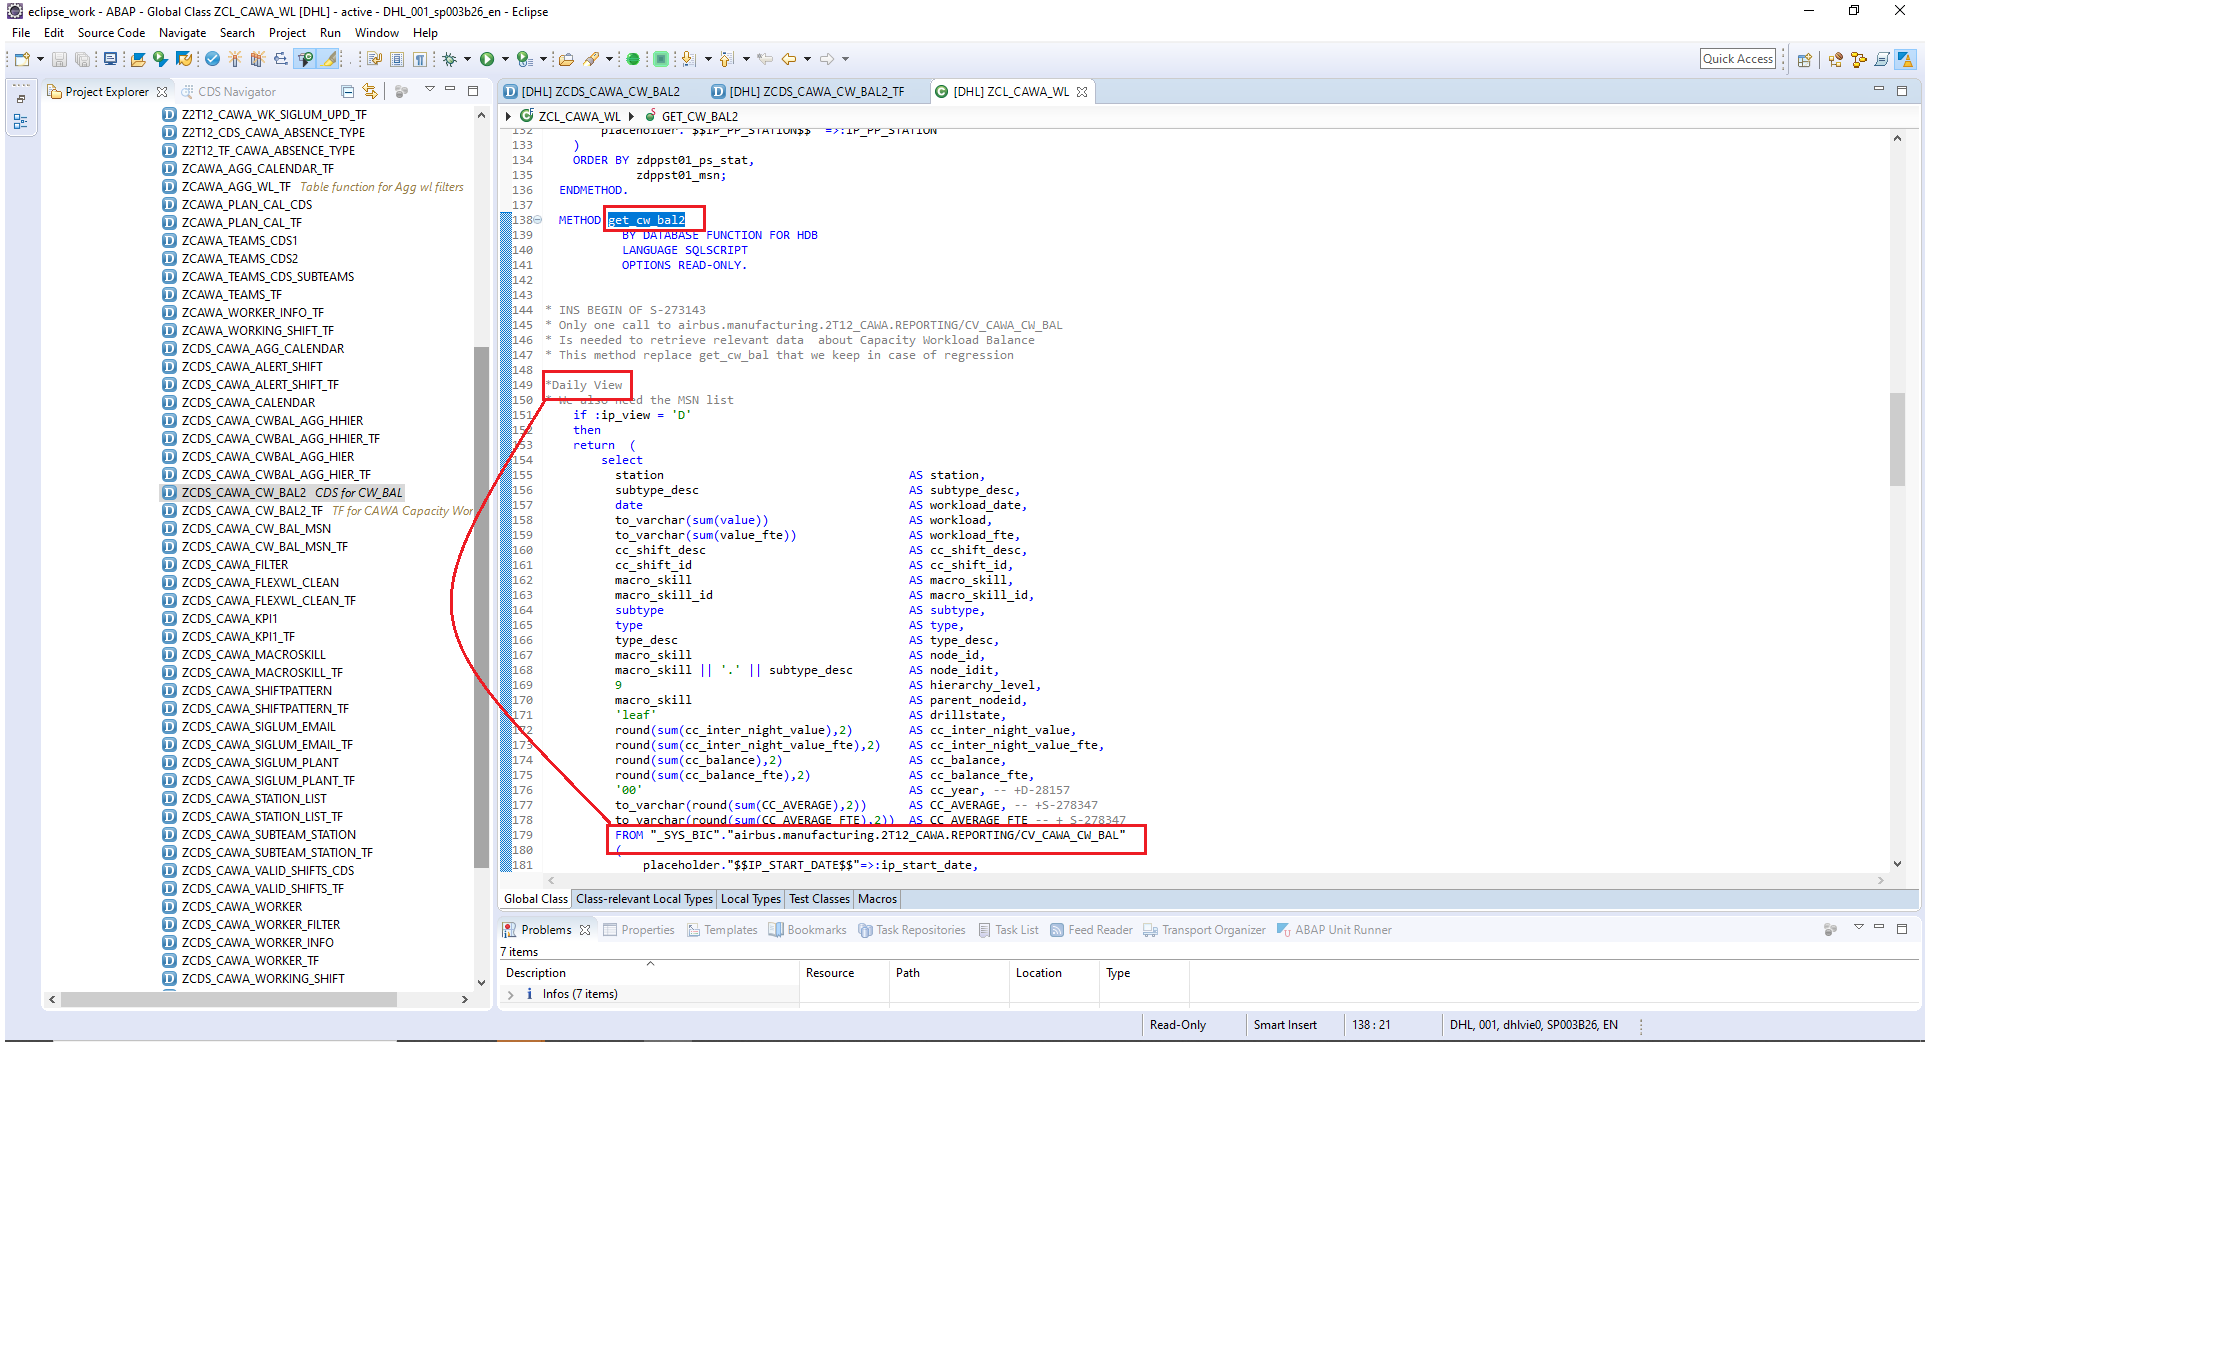 eclipse_work - ABAP - Global Class ZCL_CAWA_WL [DHL] - active - DHL_001_sp003b26_en - Eclipse
File Edit Source Code Navigate Search Project Run Window Help
Quick Access
Project Explorer CDS Navigator
Z2T12_CAWA_WK_SIGLUM_UPD_TF
Z2T12_CDS_CAWA_ABSENCE_TYPE
Z2T12_TF_CAWA_ABSENCE_TYPE
ZCAWA_AGG_CALENDAR_TF
ZCAWA_AGG_WL_TF Table function for Agg wl filters
ZCAWA_PLAN_CAL_CDS
ZCAWA_PLAN_CAL_TF
ZCAWA_TEAMS_CDS1
ZCAWA_TEAMS_CDS2
ZCAWA_TEAMS_CDS_SUBTEAMS
ZCAWA_TEAMS_TF
ZCAWA_WORKER_INFO_TF
ZCAWA_WORKING_SHIFT_TF
ZCDS_CAWA_AGG_CALENDAR
ZCDS_CAWA_ALERT_SHIFT
ZCDS_CAWA_ALERT_SHIFT_TF
ZCDS_CAWA_CALENDAR
ZCDS_CAWA_CWBAL_AGG_HHIER
ZCDS_CAWA_CWBAL_AGG_HHIER_TF
ZCDS_CAWA_CWBAL_AGG_HIER
ZCDS_CAWA_CWBAL_AGG_HIER_TF
ZCDS_CAWA_CW_BAL2 CDS for CW_BAL
ZCDS_CAWA_CW_BAL2_TF TF for CAWA Capacity Wor
ZCDS_CAWA_CW_BAL_MSN
ZCDS_CAWA_CW_BAL_MSN_TF
ZCDS_CAWA_FILTER
ZCDS_CAWA_FLEXWL_CLEAN
ZCDS_CAWA_FLEXWL_CLEAN_TF
ZCDS_CAWA_KPI1
ZCDS_CAWA_KPI1_TF
ZCDS_CAWA_MACROSKILL
ZCDS_CAWA_MACROSKILL_TF
ZCDS_CAWA_SHIFTPATTERN
ZCDS_CAWA_SHIFTPATTERN_TF
ZCDS_CAWA_SIGLUM_EMAIL
ZCDS_CAWA_SIGLUM_EMAIL_TF
ZCDS_CAWA_SIGLUM_PLANT
ZCDS_CAWA_SIGLUM_PLANT_TF
ZCDS_CAWA_STATION_LIST
ZCDS_CAWA_STATION_LIST_TF
ZCDS_CAWA_SUBTEAM_STATION
ZCDS_CAWA_SUBTEAM_STATION_TF
ZCDS_CAWA_VALID_SHIFTS_CDS
ZCDS_CAWA_VALID_SHIFTS_TF
ZCDS_CAWA_WORKER
ZCDS_CAWA_WORKER_FILTER
ZCDS_CAWA_WORKER_INFO
ZCDS_CAWA_WORKER_TF
ZCDS_CAWA_WORKING_SHIFT
[DHL] ZCDS_CAWA_CW_BAL2 [DHL] ZCDS_CAWA_CW_BAL2_TF [DHL] ZCL_CAWA_WL
ZCL_CAWA_WL GET_CW_BAL2
132 placeholder."$$IP_PP_STATION$$" =>:IP_PP_STATION
133 )
134 ORDER BY zdppst01_ps_stat,
135 zdppst01_msn;
136 ENDMETHOD.
137
138 METHOD get_cw_bal2
139 BY DATABASE FUNCTION FOR HDB
140 LANGUAGE SQLSCRIPT
141 OPTIONS READ-ONLY.
142
143
144 * INS BEGIN OF S-273143
145 * Only one call to airbus.manufacturing.2T12_CAWA.REPORTING/CV_CAWA_CW_BAL
146 * Is needed to retrieve relevant data about Capacity Workload Balance
147 * This method replace get_cw_bal that we keep in case of regression
148
149 *Daily View
150 * We also need the MSN list
151 if :ip_view = 'D'
152 then
153 return (
154 select
155 station AS station,
156 subtype_desc AS subtype_desc,
157 date AS workload_date,
158 to_varchar(sum(value)) AS workload,
159 to_varchar(sum(value_fte)) AS workload_fte,
160 cc_shift_desc AS cc_shift_desc,
161 cc_shift_id AS cc_shift_id,
162 macro_skill AS macro_skill,
163 macro_skill_id AS macro_skill_id,
164 subtype AS subtype,
165 type AS type,
166 type_desc AS type_desc,
167 macro_skill AS node_id,
168 macro_skill || '.' || subtype_desc AS node_idit,
169 9 AS hierarchy_level,
170 macro_skill AS parent_nodeid,
171 'leaf' AS drillstate,
172 round(sum(cc_inter_night_value),2) AS cc_inter_night_value,
173 round(sum(cc_inter_night_value_fte),2) AS cc_inter_night_value_fte,
174 round(sum(cc_balance),2) AS cc_balance,
175 round(sum(cc_balance_fte),2) AS cc_balance_fte,
176 '00' AS cc_year, -- +D-28157
177 to_varchar(round(sum(CC_AVERAGE),2)) AS CC_AVERAGE, -- +S-278347
178 to_varchar(round(sum(CC_AVERAGE_FTE),2)) AS CC_AVERAGE_FTE -- + S-278347
179 FROM "_SYS_BIC"."airbus.manufacturing.2T12_CAWA.REPORTING/CV_CAWA_CW_BAL"
180 (
181 placeholder."$$IP_START_DATE$$"=>:ip_start_date,
Global Class Class-relevant Local Types Local Types Test Classes Macros
Problems Properties Templates Bookmarks Task Repositories Task List Feed Reader Transport Organizer ABAP Unit Runner
7 items
Description Resource Path Location Type
Infos (7 items)
Read-Only Smart Insert 138 : 21 DHL, 001, dhlvie0, SP003B26, EN